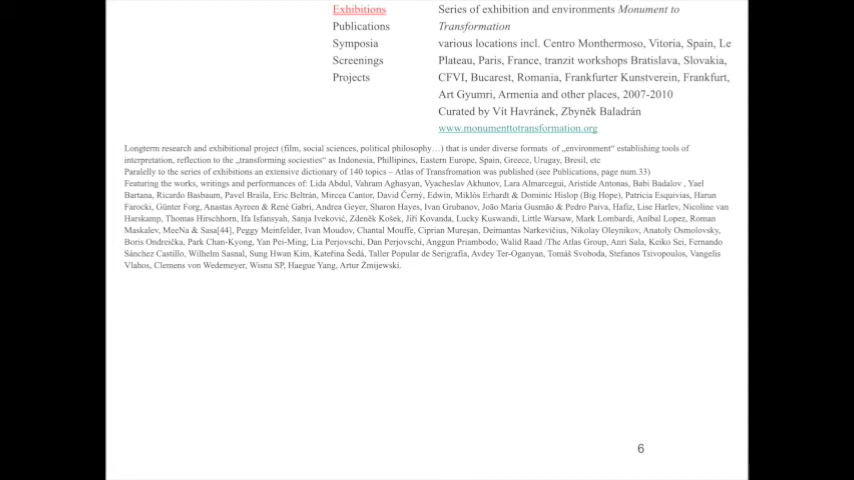 Exhibitions
Publications
Symposia
Screenings
Projects
Series of exhibition and environments Monument to
Transformation
various locations incl. Centro Monthermoso, Vitoria, Spain, Le
Plateau, Paris, France, tranzit workshops Bratislava, Slovakia,
CFVI, Bucarest, Romania, Frankfurter Kunstverein, Frankfurt,
Art Gyumri, Armenia and other places, 2007-2010
Curated by Vít Havránek, Zbyněk Baladrán
www.monumenttotransformation.org
Longterm research and exhibitional project (film, social sciences, political philosophy…) that is under diverse formats of „environment“ establishing tools of
interpretation, reflection to the „transforming sociesties“ as Indonesia, Phillipines, Eastern Europe, Spain, Greece, Urugay, Bresil, etc
Paralelly to the series of exhibitions an extensive dictionary of 140 topics – Atlas of Transfromation was published (see Publications, page num.33)
Featuring the works, writings and performances of: Lida Abdul, Vahram Aghasyan, Vyacheslav Akhunov, Lara Almarcegui, Aristide Antonas, Babi Badalov , Yael
Bartana, Ricardo Basbaum, Pavel Braila, Eric Beltrán, Mircea Cantor, David Černý, Edwin, Miklós Erhardt & Dominic Hislop (Big Hope), Patricia Esquivias, Harun
Farocki, Günter Forg, Anastas Ayreen & René Gabri, Andrea Geyer, Sharon Hayes, Ivan Grubanov, João Maria Gusmão & Pedro Paiva, Hafiz, Lise Harlev, Nicoline van
Harskamp, Thomas Hirschhorn, Ifa Isfansyah, Sanja Iveković, Zdeněk Košek, Jiří Kovanda, Lucky Kuswandi, Little Warsaw, Mark Lombardi, Aníbal Lopez, Roman
Maskalev, MeeNa & Sasa[44], Peggy Meinfelder, Ivan Moudov, Chantal Mouffe, Ciprian Mureşan, Deimantas Narkevičius, Nikolay Oleynikov, Anatoly Osmolovsky,
Boris Ondreička, Park Chan-Kyong, Yan Pei-Ming, Lia Perjovschi, Dan Perjovschi, Anggun Priambodo, Walid Raad /The Atlas Group, Anri Sala, Keiko Sei, Fernando
Sánchez Castillo, Wilhelm Sasnal, Sung Hwan Kim, Kateřina Šedá, Taller Popular de Serigrafía, Avdey Ter-Oganyan, Tomáš Svoboda, Stefanos Tsivopoulos, Vangelis
Vlahos, Clemens von Wedemeyer, Wisnu SP, Haegue Yang, Artur Żmijewski.
6